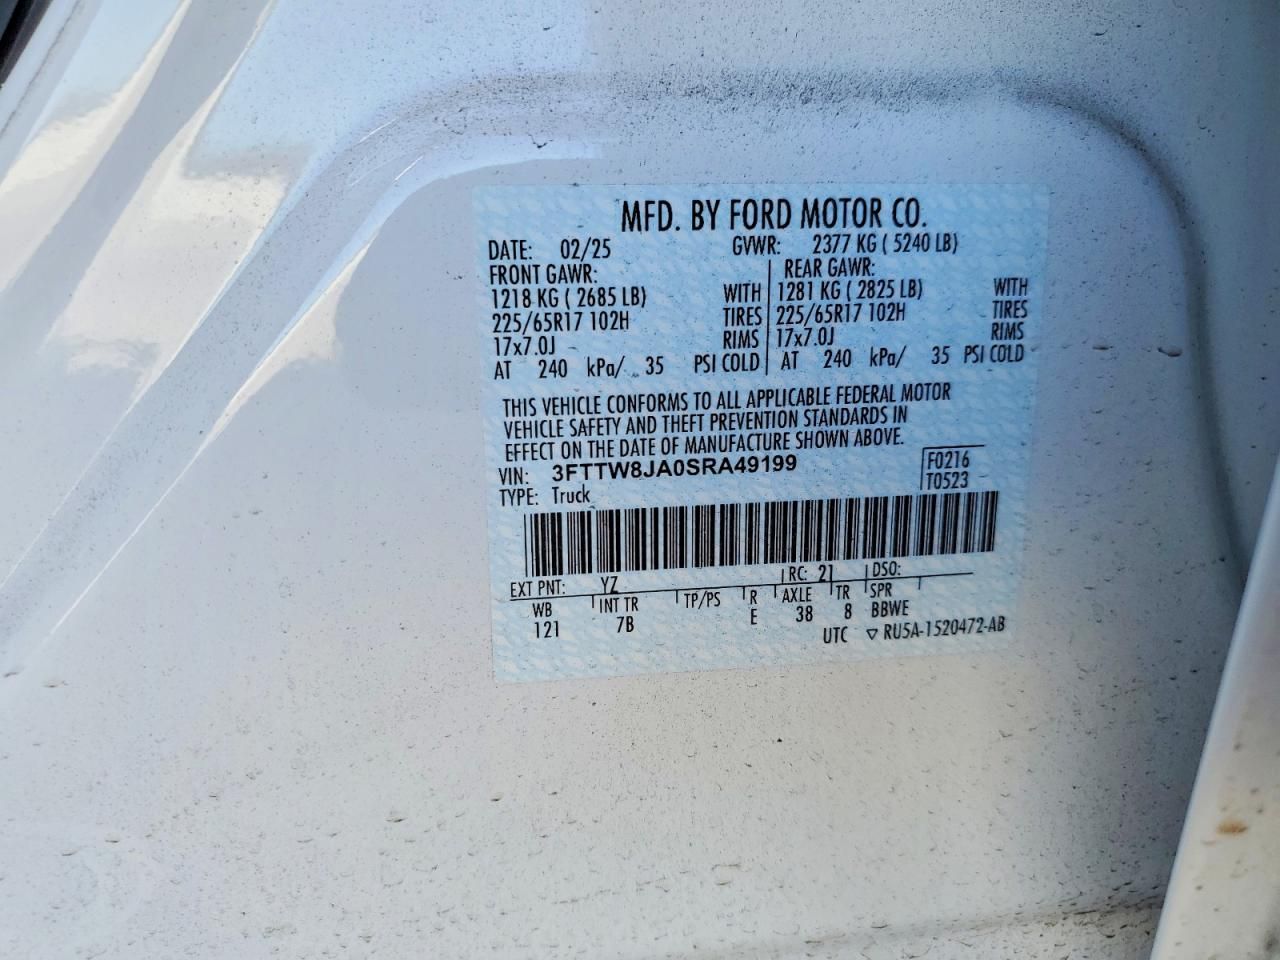 MFD. BY FORD MOTOR CO.
DATE: 02/25 GVWR: 2377 KG ( 5240 LB)
FRONT GAWR: REAR GAWR:
1218 KG ( 2685 LB) WITH 1281 KG ( 2825 LB) WITH
225/65R17 102H TIRES 225/65R17 102H TIRES
17x7.0J RIMS 17x7.0J RIMS
AT 240 kPa/ 35 PSI COLD AT 240 kPa/ 35 PSI COLD
THIS VEHICLE CONFORMS TO ALL APPLICABLE FEDERAL MOTOR
VEHICLE SAFETY AND THEFT PREVENTION STANDARDS IN
EFFECT ON THE DATE OF MANUFACTURE SHOWN ABOVE.
VIN: 3FTTW8JA0SRA49199 F0216
TYPE: Truck T0523
EXT PNT: YZ RC: 21 DSO:
WB INT TR TP/PS R AXLE TR SPR
121 7B E 38 8 BBWE
UTC ▽ RU5A-1520472-AB